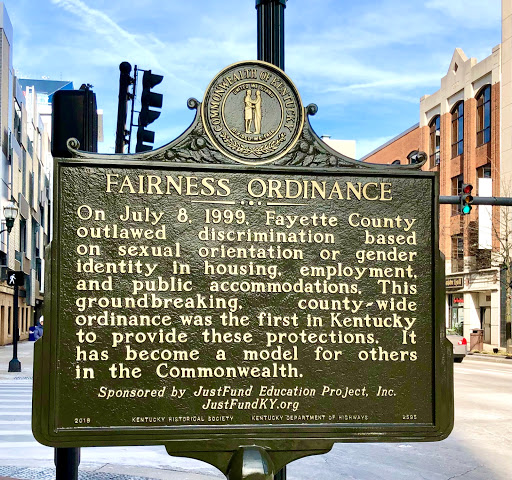 COMMONWEALTH OF KENTUCKY
FAIRNESS ORDINANCE
On July 8, 1999, Fayette County
outlawed discrimination based
on sexual orientation or gender
identity in housing, employment,
and public accommodations. This
groundbreaking, county-wide
ordinance was the first in Kentucky
to provide these protections. It
has become a model for others
in the Commonwealth.
Sponsored by JustFund Education Project, Inc.
JustFundKY.org
2019 KENTUCKY HISTORICAL SOCIETY KENTUCKY DEPARTMENT OF HIGHWAYS 2595